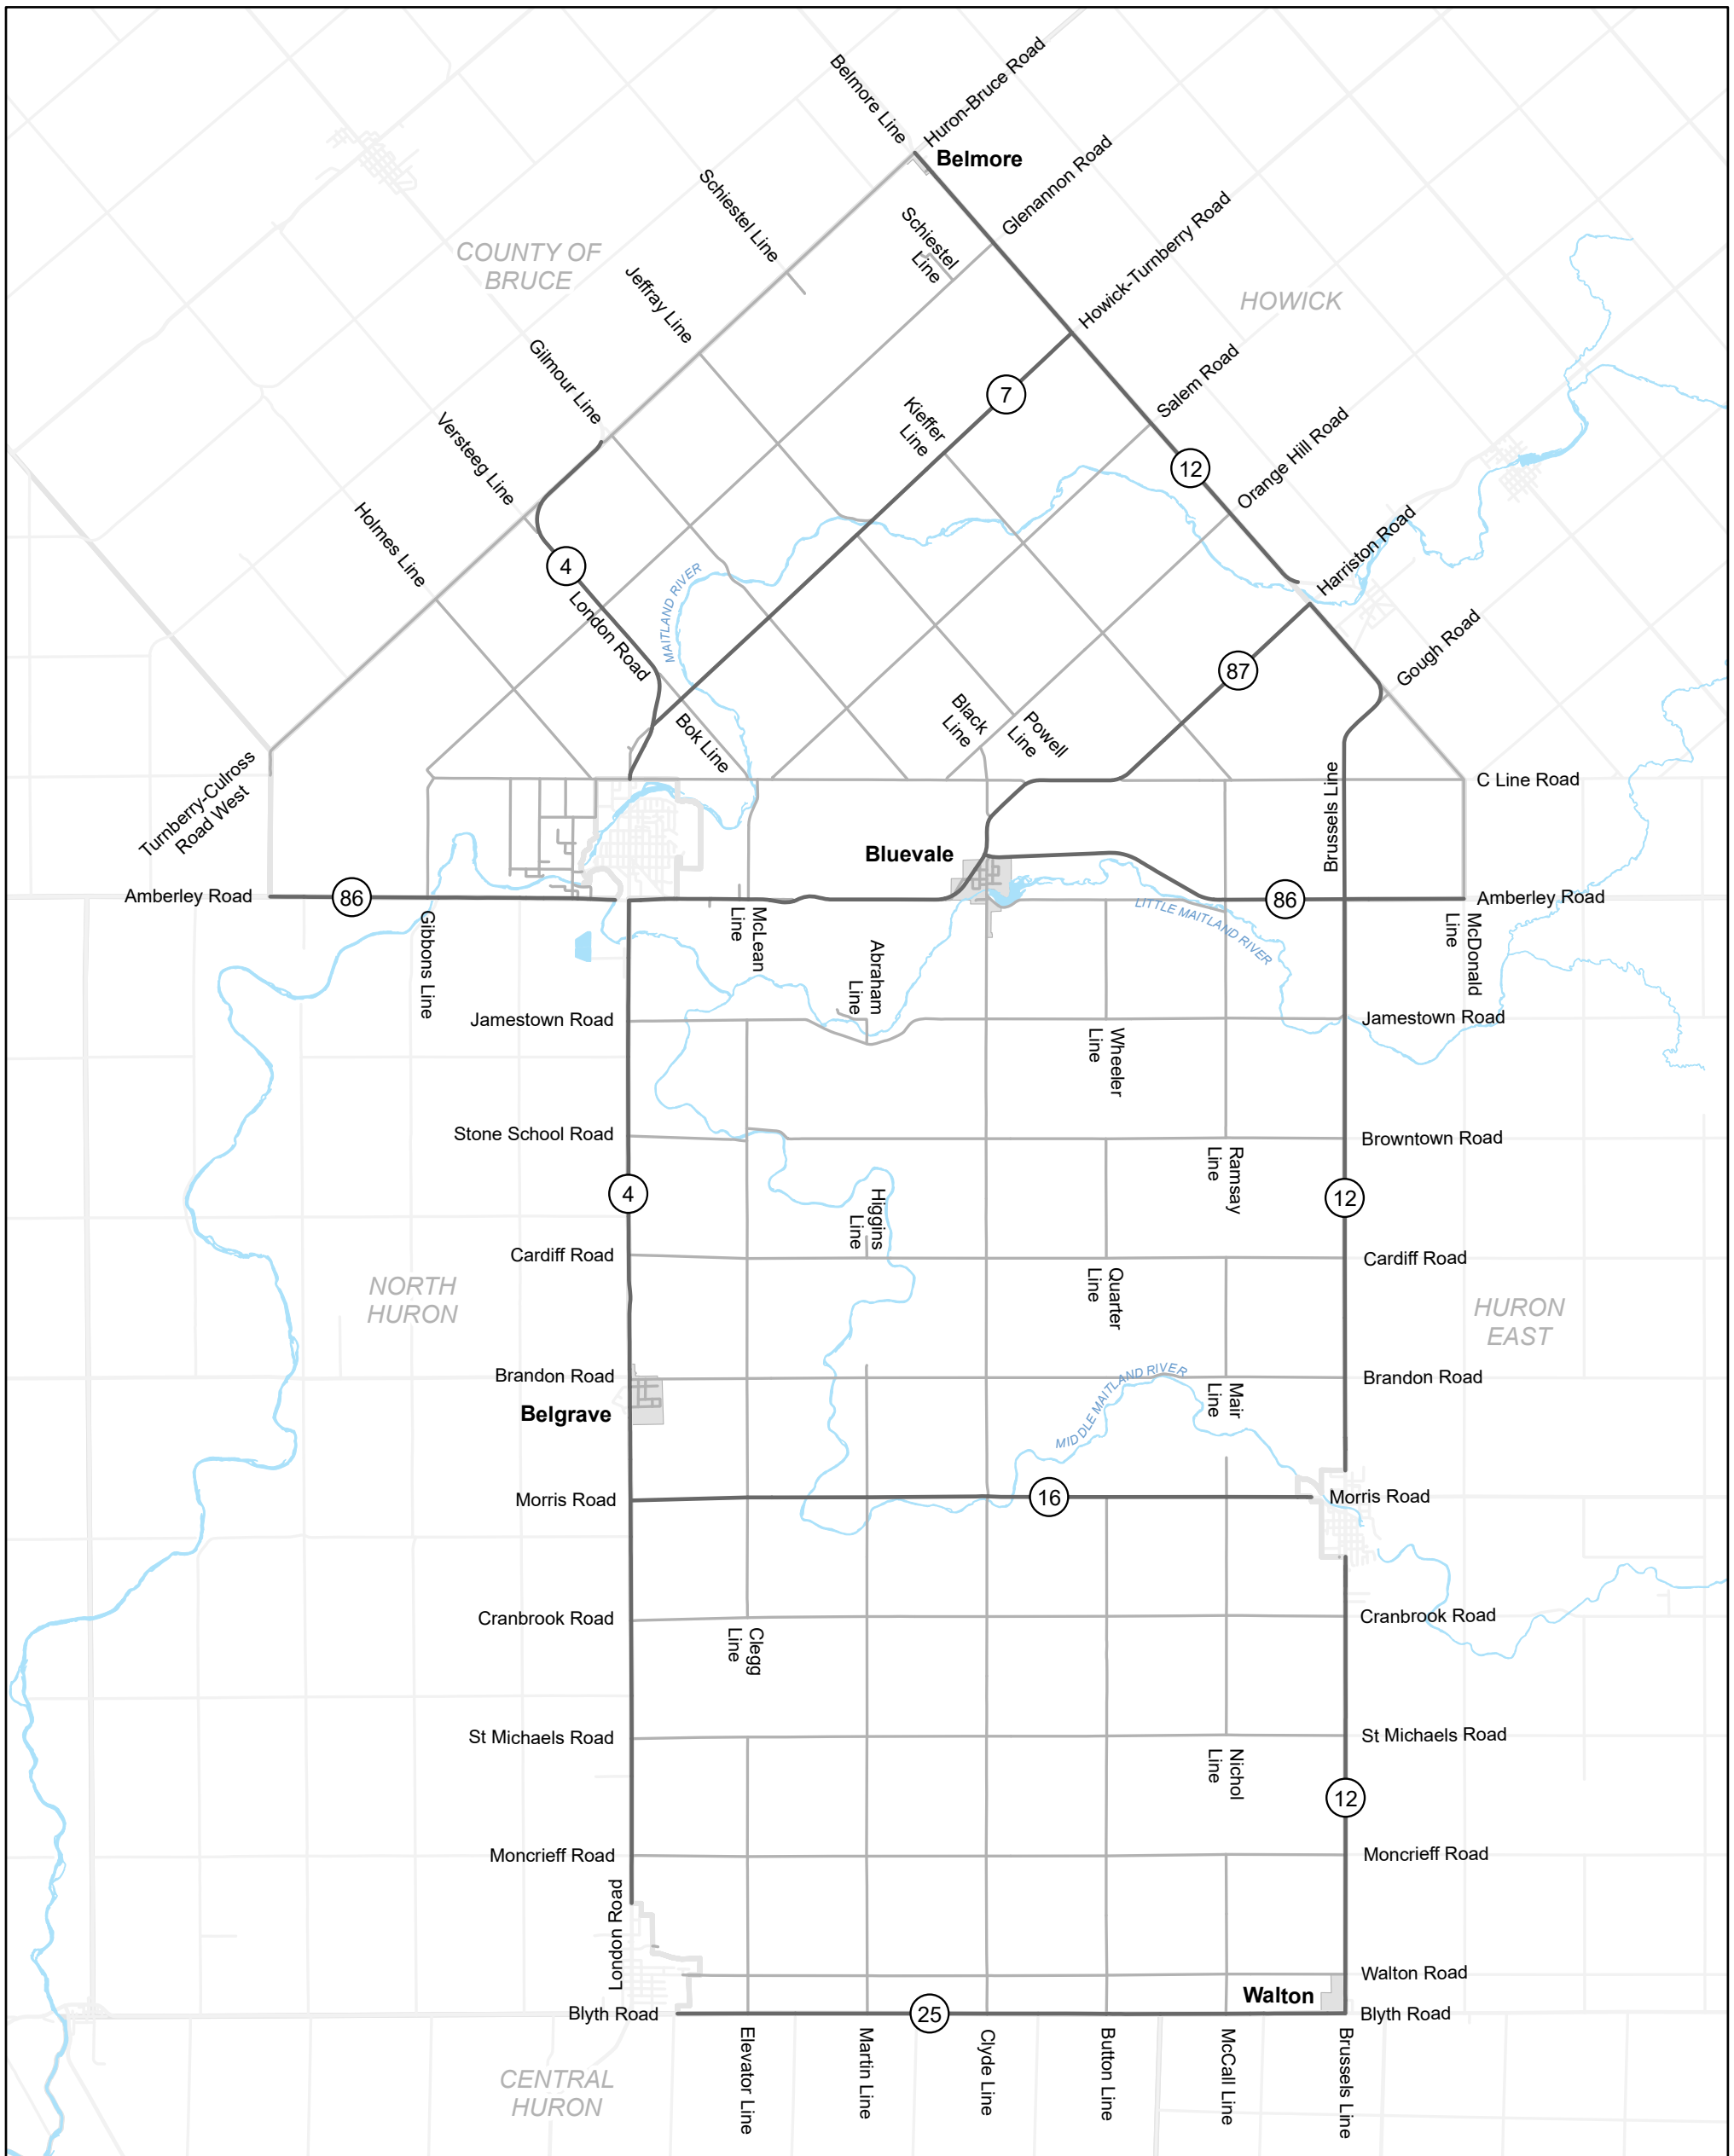 Belmore Line
Huron-Bruce Road
Belmore
Glenannon Road
Schiestel Line
Schiestel
Line
Howick-Turnberry Road
COUNTY OF
BRUCE
HOWICK
Jeffray Line
Gilmour Line
Salem Road
7
Kieffer
Line
Versteeg Line
12
Orange Hill Road
Holmes Line
4
Harriston Road
MAITLAND RIVER
London Road
Gough Road
87
Bok Line
Black
Line
Powell
Line
Turnberry-Culross
Road West
C Line Road
Brussels Line
Bluevale
Amberley Road
86
86
Amberley Road
LITTLE MAITLAND RIVER
Gibbons Line
McLean
Line
Abraham
Line
McDonald
Line
Jamestown Road
Jamestown Road
Wheeler
Line
Stone School Road
Browntown Road
Ramsay
Line
4
12
Higgins
Line
Cardiff Road
Cardiff Road
NORTH
HURON
Quarter
Line
HURON
EAST
Brandon Road
Brandon Road
MIDDLE MAITLAND RIVER
Mair
Line
Belgrave
Morris Road
16
Morris Road
Cranbrook Road
Cranbrook Road
Clegg
Line
St Michaels Road
St Michaels Road
Nichol
Line
12
Moncrieff Road
Moncrieff Road
London Road
Walton Road
Walton
Blyth Road
25
Blyth Road
Elevator Line
Martin Line
Clyde Line
Button Line
McCall Line
Brussels Line
CENTRAL
HURON